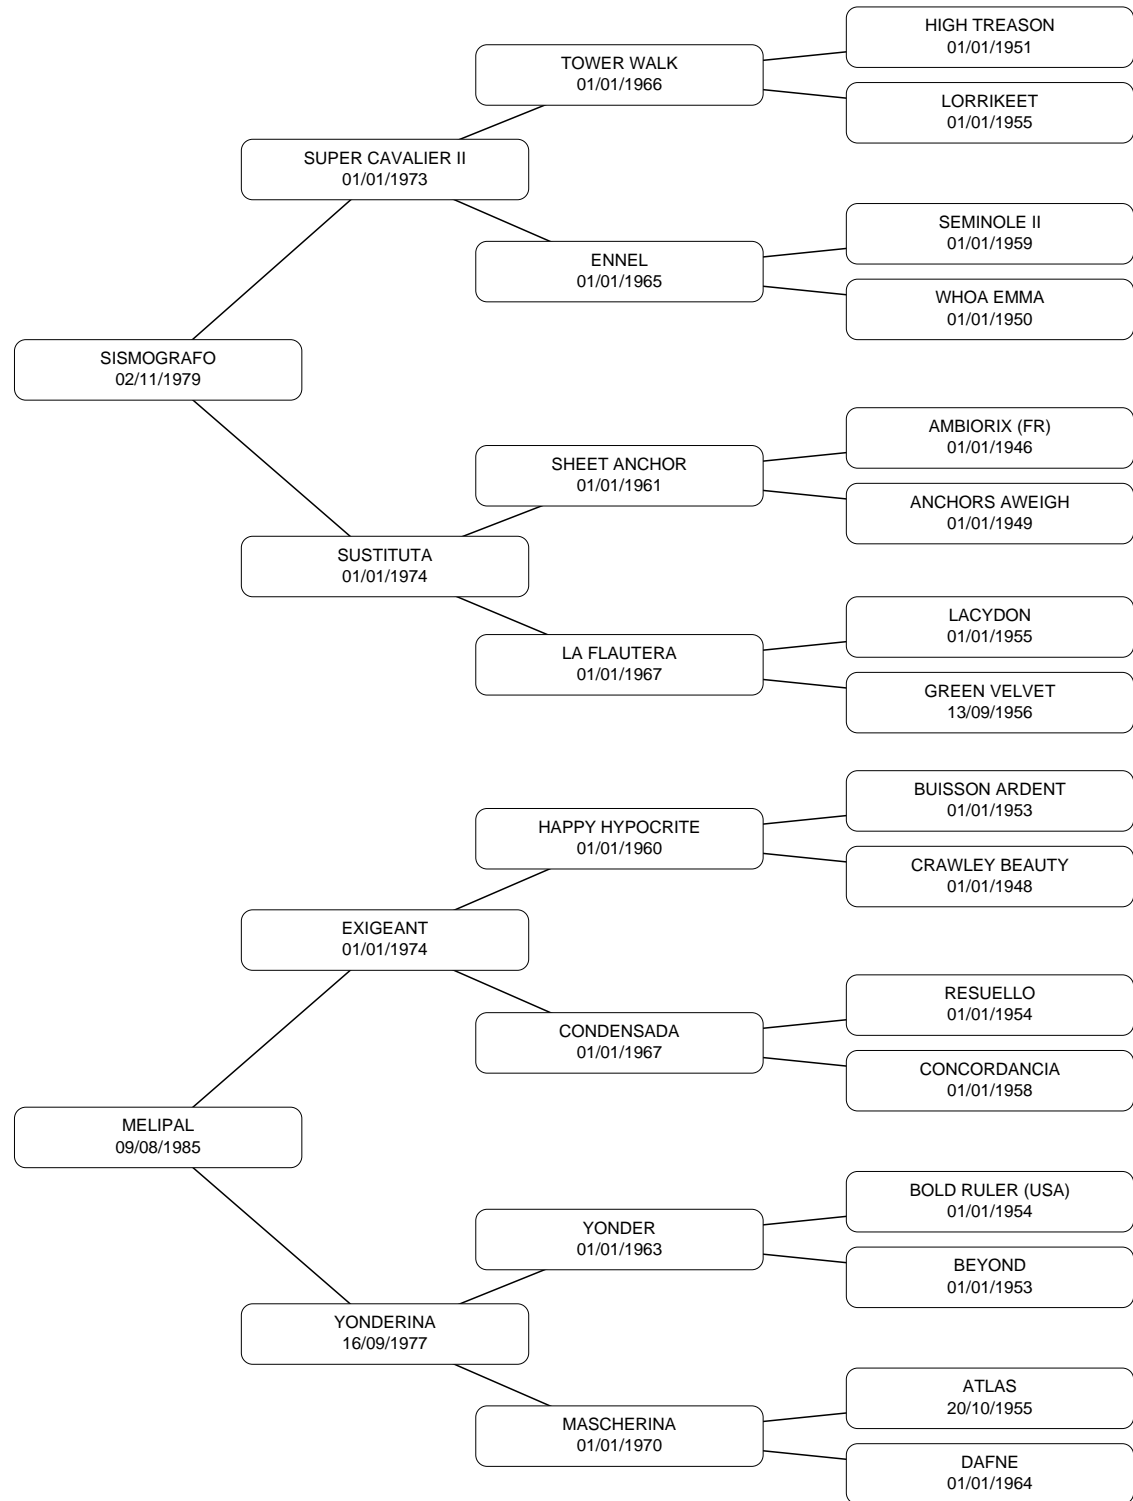 HIGH TREASON
01/01/1951
TOWER WALK
01/01/1966
LORRIKEET
01/01/1955
SUPER CAVALIER II
01/01/1973
SEMINOLE II
01/01/1959
ENNEL
01/01/1965
WHOA EMMA
01/01/1950
SISMOGRAFO
02/11/1979
AMBIORIX (FR)
01/01/1946
SHEET ANCHOR
01/01/1961
ANCHORS AWEIGH
01/01/1949
SUSTITUTA
01/01/1974
LACYDON
01/01/1955
LA FLAUTERA
01/01/1967
GREEN VELVET
13/09/1956
BUISSON ARDENT
01/01/1953
HAPPY HYPOCRITE
01/01/1960
CRAWLEY BEAUTY
01/01/1948
EXIGEANT
01/01/1974
RESUELLO
01/01/1954
CONDENSADA
01/01/1967
CONCORDANCIA
01/01/1958
MELIPAL
09/08/1985
BOLD RULER (USA)
01/01/1954
YONDER
01/01/1963
BEYOND
01/01/1953
YONDERINA
16/09/1977
ATLAS
20/10/1955
MASCHERINA
01/01/1970
DAFNE
01/01/1964